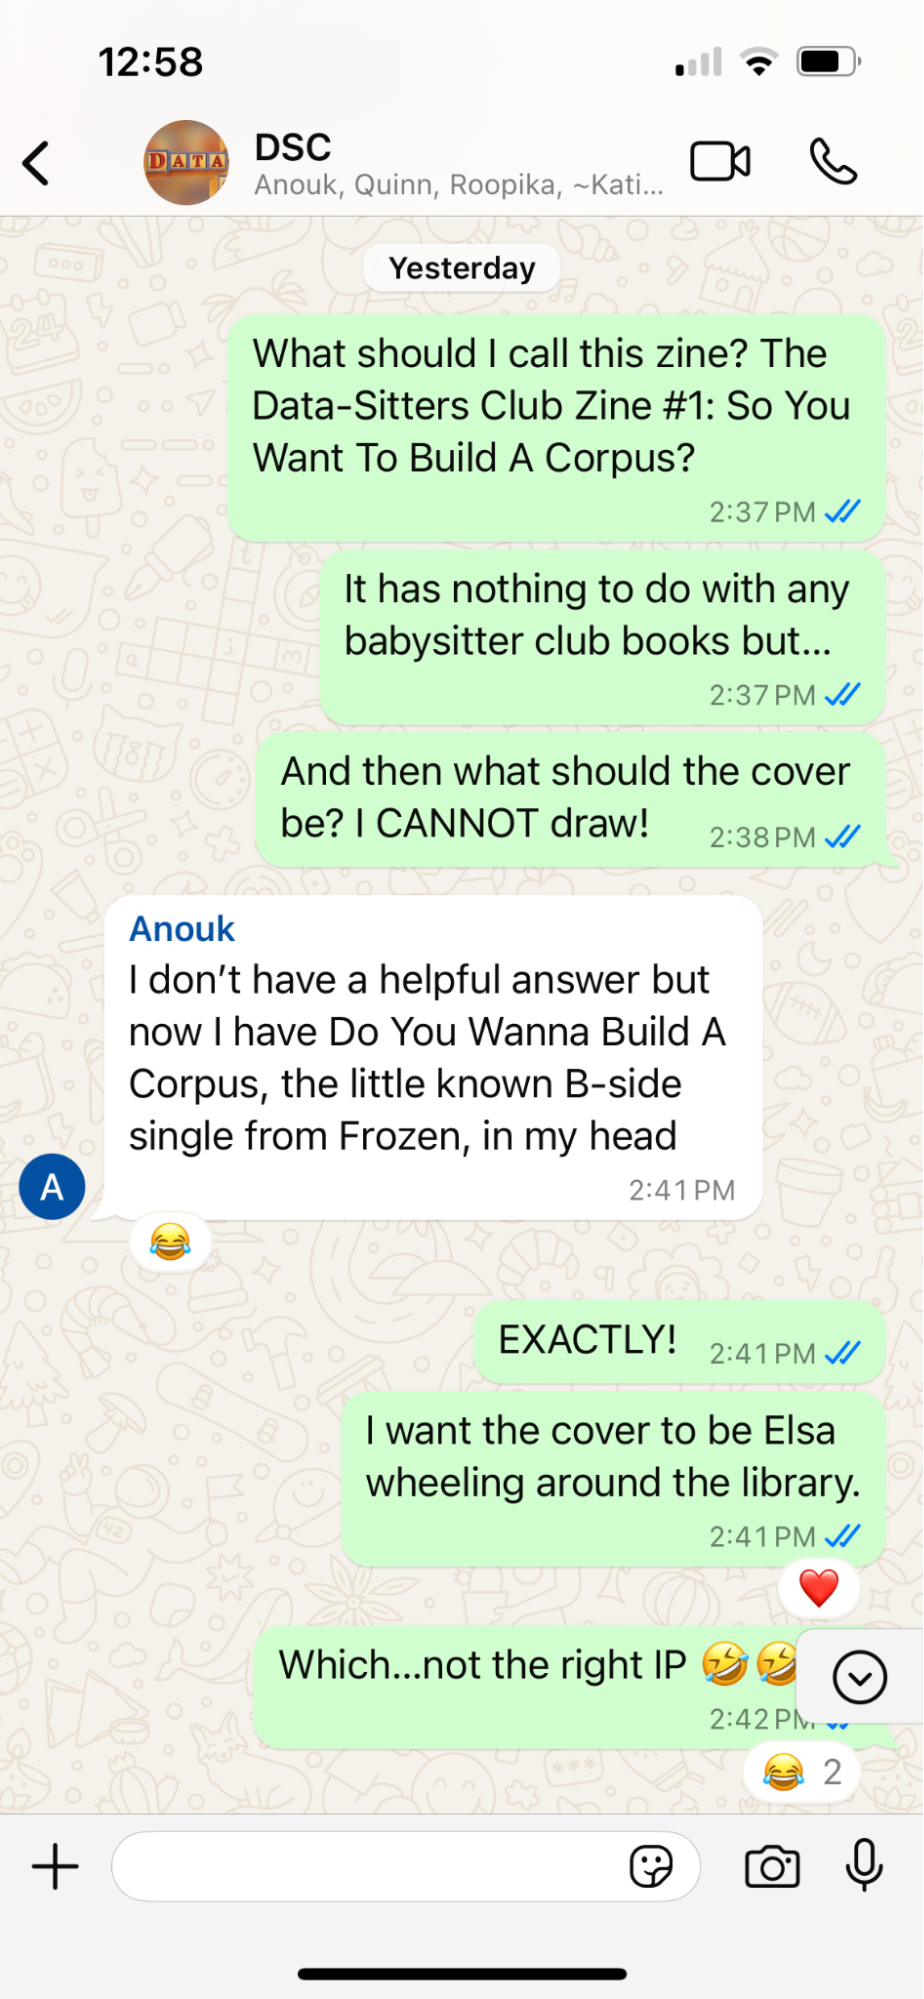 12:58
DATA
DSC
Anouk, Quinn, Roopika, ~Kati...
Yesterday
What should I call this zine? The
Data-Sitters Club Zine #1: So You
Want To Build A Corpus?
2:37 PM
It has nothing to do with any
babysitter club books but...
2:37 PM
And then what should the cover
be? I CANNOT draw!
2:38 PM
Anouk
I don't have a helpful answer but
now I have Do You Wanna Build A
Corpus, the little known B-side
single from Frozen, in my head
2:41 PM
A
😂
EXACTLY!
2:41 PM
I want the cover to be Elsa
wheeling around the library.
2:41 PM
❤️
Which...not the right IP 🤣🤣
2:42 PM
😂 2